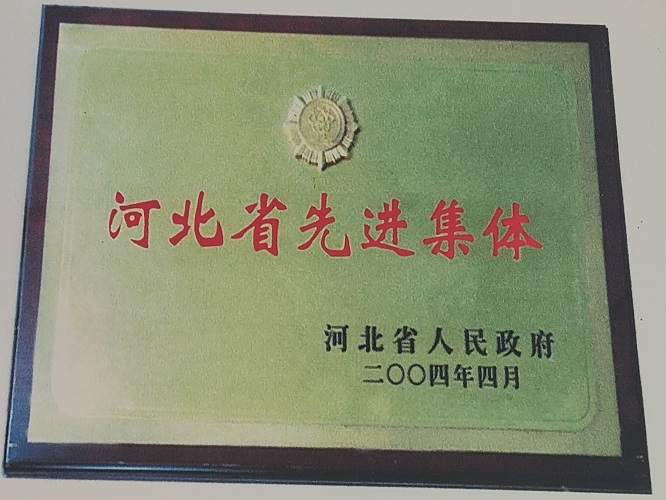 河北省先进集体
河北省人民政府
二〇〇四年四月